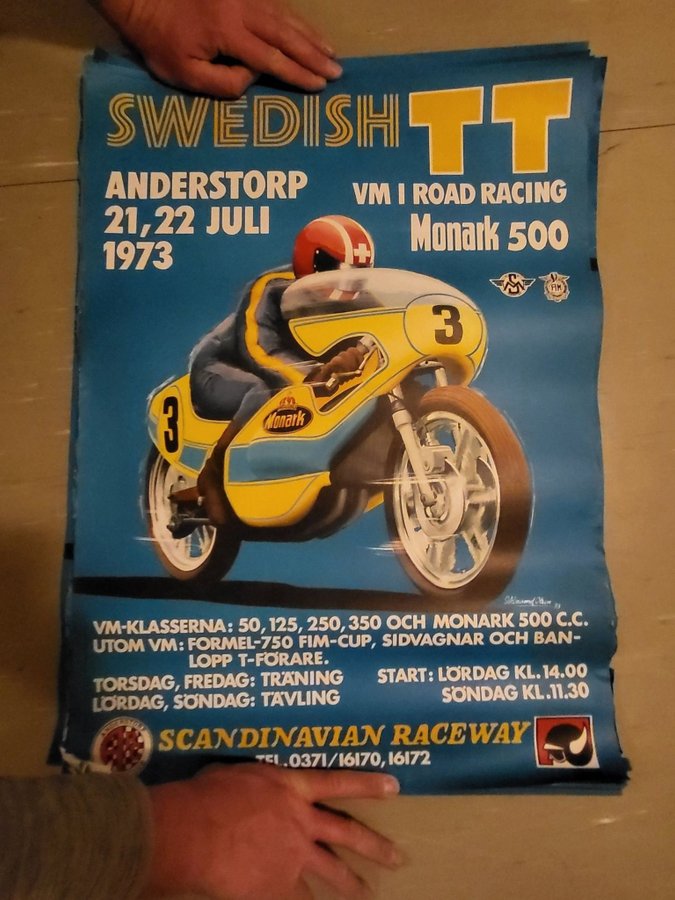 SWEDISH TT
ANDERSTORP
21,22 JULI
1973
VM I ROAD RACING
Monark 500
FIM
3
3
Monark
VM-KLASSERNA: 50, 125, 250, 350 OCH MONARK 500 C.C.
UTOM VM: FORMEL-750 FIM-CUP, SIDVAGNAR OCH BAN-
LOPP T-FÖRARE.
TORSDAG, FREDAG: TRÄNING
LÖRDAG, SÖNDAG: TÄVLING
START: LÖRDAG KL. 14.00
SÖNDAG KL. 11.30
SCANDINAVIAN RACEWAY
TEL. 0371/16170, 16172